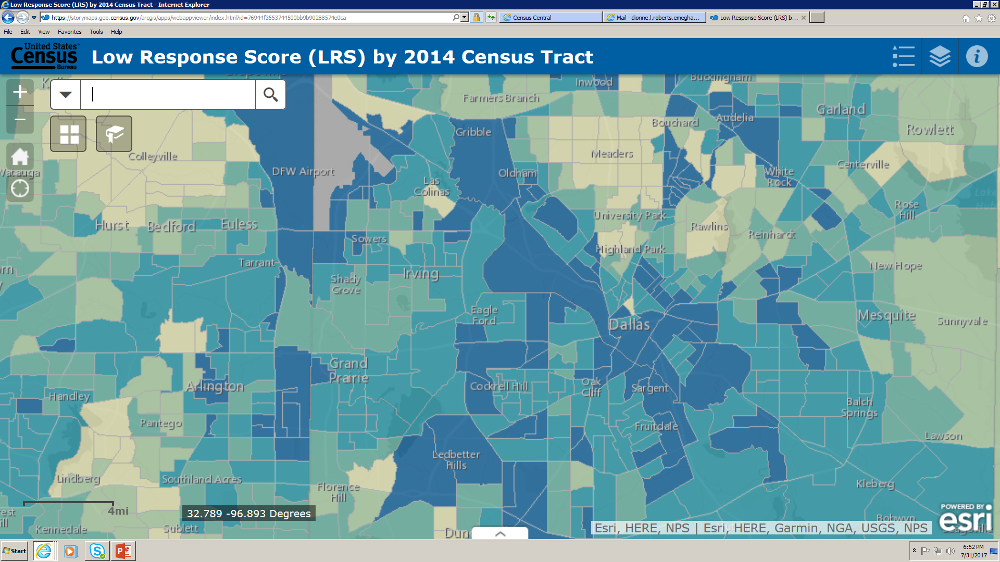 Low Response Score (LRS) by 2014 Census Tract - Internet Explorer
https://storymaps.geo.census.gov/arcgis/apps/webappviewer/index.html?id=76944f3553744500bb9b90288574e0ca
Census Central
Mail - dionne.l.roberts.emegha...
Low Response Score (LRS) b...
File Edit View Favorites Tools Help
United States
Census
Bureau
Low Response Score (LRS) by 2014 Census Tract
Inwood
Buckingham
Farmers Branch
Garland
Audelia
Bouchard
Rowlett
Gribble
Colleyville
Meaders
Centerville
Watauga
DFW Airport
Oldham
White
Rock
Las
Colinas
Rose
Hill
University Park
Hurst
Bedford
Euless
Rawlins
Reinhardt
Sowers
Highland Park
Tarrant
New Hope
Irving
Shady
Grove
Eagle
Ford
Mesquite
Sunnyvale
Dallas
Grand
Prairie
Arlington
Cockrell Hill
Oak
Cliff
Sargent
Handley
Balch
Springs
Pantego
Fruitdale
Lawson
Ledbetter
Hills
Lindberg
Southland Acres
Florence
Hill
Kleberg
4mi
32.789 -96.893 Degrees
POWERED BY
esri
Kennedale
Sublett
Dun
Esri, HERE, NPS | Esri, HERE, Garmin, NGA, USGS, NPS
Start
6:52 PM
7/31/2017